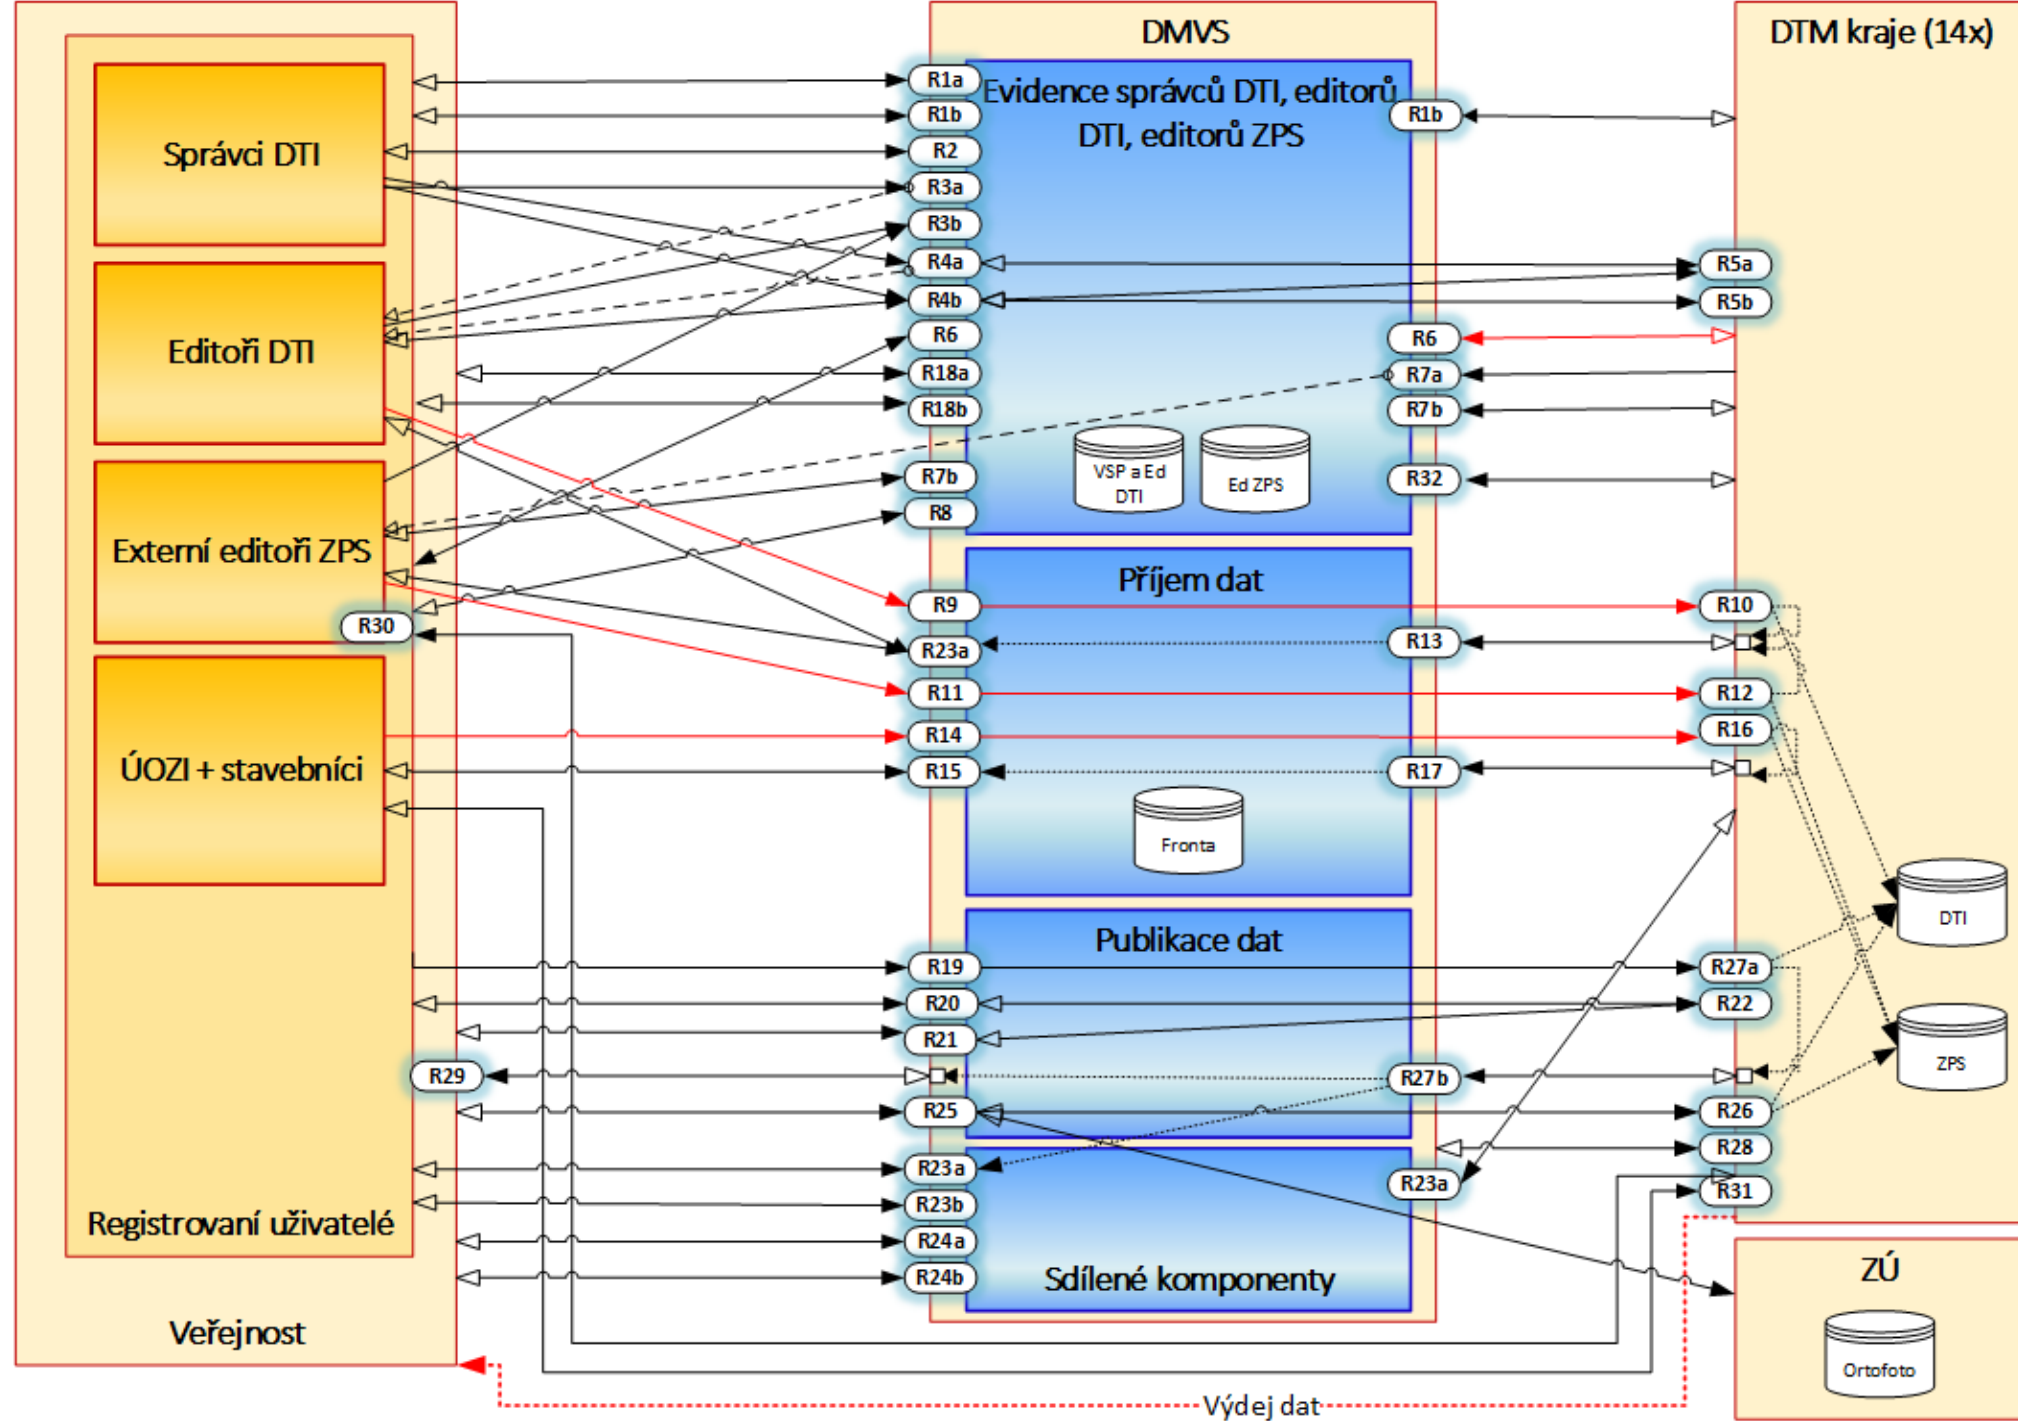 DMVS
DTM kraje (14x)
Správci DTI
Editoři DTI
Externí editoři ZPS
R30
ÚOZI + stavebníci
R29
Registrovaní uživatelé
Veřejnost
Evidence správců DTI, editorů
DTI, editorů ZPS
R1a
R1b
R2
R3a
R3b
R4a
R4b
R6
R18a
R18b
R7b
R8
R1b
R6
R7a
R7b
R32
VSP a Ed
DTI
Ed ZPS
Příjem dat
R9
R23a
R11
R14
R15
R13
R17
Fronta
Publikace dat
R19
R20
R21
R25
R27b
Sdílené komponenty
R23a
R23b
R24a
R24b
R23a
R5a
R5b
R10
R12
R16
DTI
R27a
R22
ZPS
R26
R28
R31
ZÚ
Ortofoto
Výdej dat